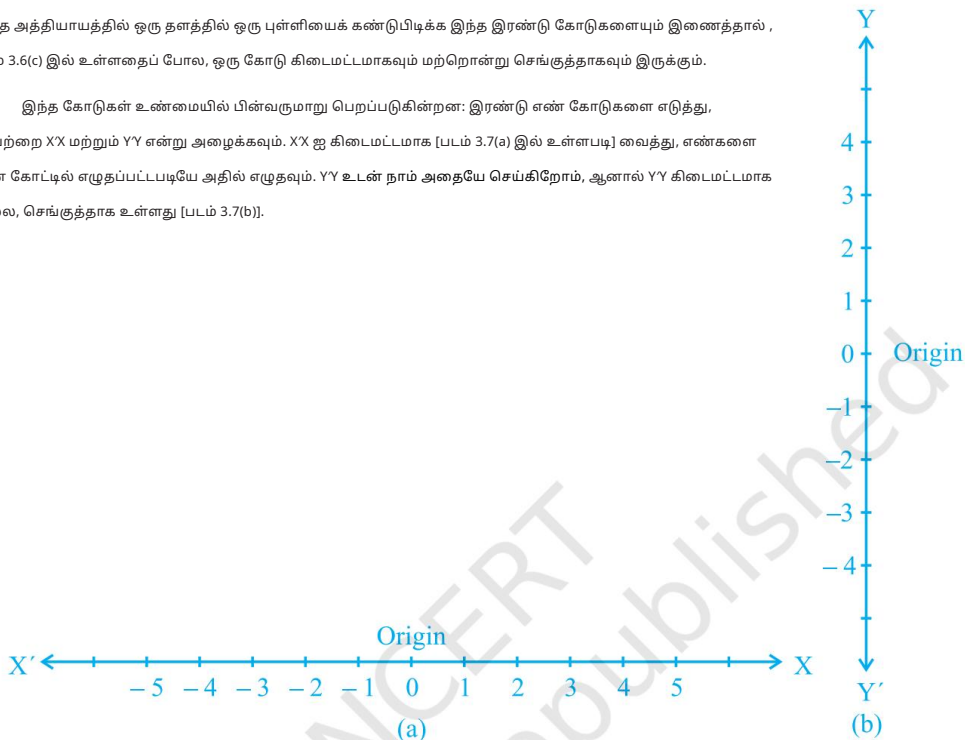 அத்தியாயத்தில் ஒரு தளத்தில் ஒரு புள்ளியைக் கண்டுபிடிக்க இந்த இரண்டு கோடுகளையும் இணைத்தால் ,
3.6(c) இல் உள்ளதைப் போல, ஒரு கோடு கிடைமட்டமாகவும் மற்றொன்று செங்குத்தாகவும் இருக்கும்.
இந்த கோடுகள் உண்மையில் பின்வருமாறு பெறப்படுகின்றன: இரண்டு எண் கோடுகளை எடுத்து,
X′X மற்றும் Y′Y என்று அழைக்கவும். X′X ஐ கிடைமட்டமாக [படம் 3.7(a) இல் உள்ளபடி] வைத்து, எண்களை
கோட்டில் எழுதப்பட்டபடியே அதில் எழுதவும். Y′Y உடன் நாம் அதையே செய்கிறோம், ஆனால் Y′Y கிடைமட்டமாக
செங்குத்தாக உள்ளது [படம் 3.7(b)].
Y
4
3
2
1
0 Origin
–1
–2
–3
– 4
Y′
(b)
Origin
X′ X
– 5 – 4 – 3 – 2 – 1 0 1 2 3 4 5
(a)
NCERT
published